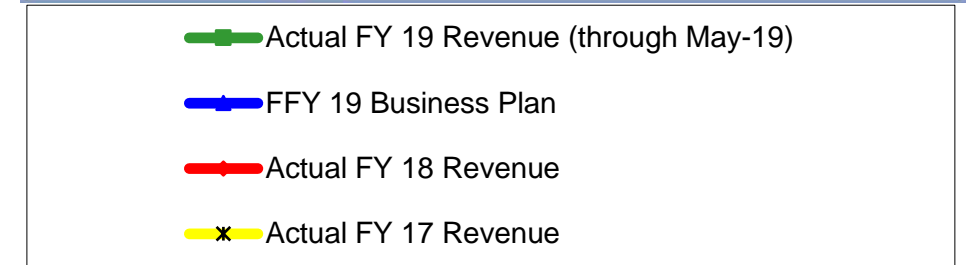 Actual FY 19 Revenue (through May-19)
FFY 19 Business Plan
Actual FY 18 Revenue
Actual FY 17 Revenue